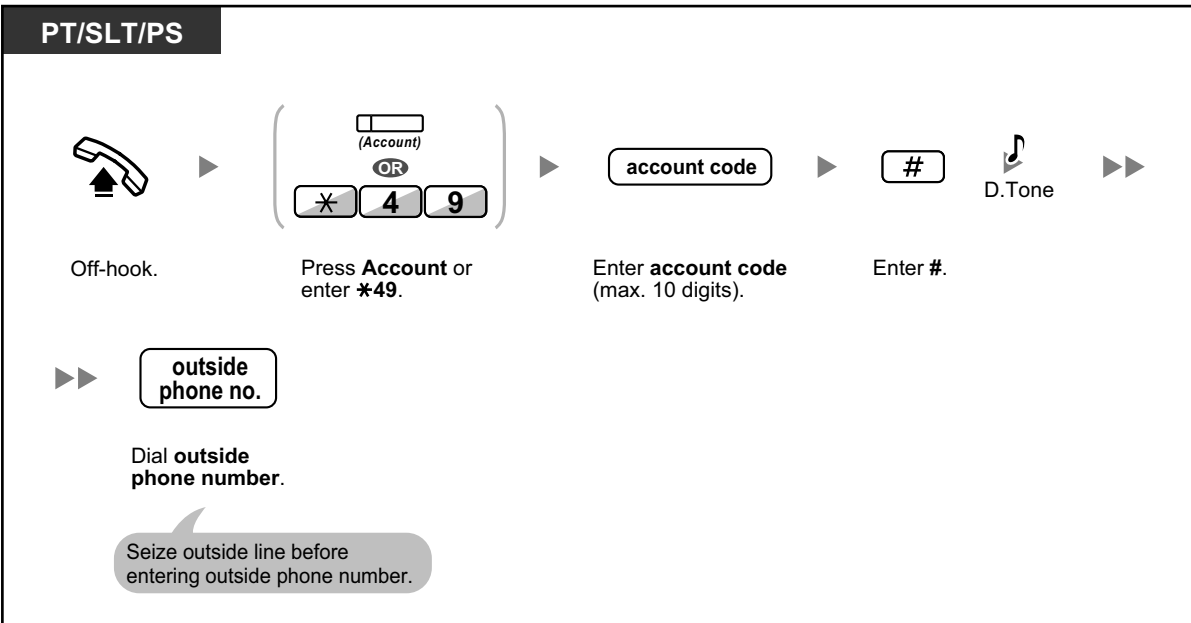 PT/SLT/PS
(Account)
OR
* 4 9
account code
#
D.Tone
Off-hook.
Press Account or
enter *49.
Enter account code
(max. 10 digits).
Enter #.
outside
phone no.
Dial outside
phone number.
Seize outside line before
entering outside phone number.